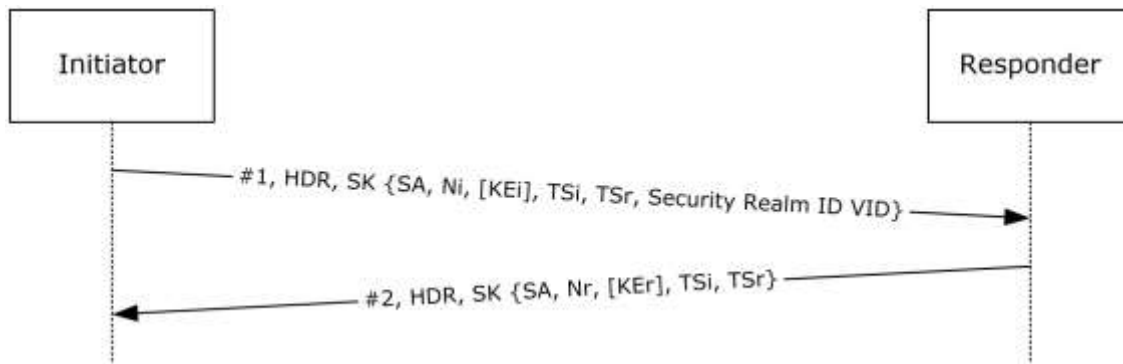 Initiator
Responder
#1, HDR, SK {SA, Ni, [KEi], TSi, TSr, Security Realm ID VID}
#2, HDR, SK {SA, Nr, [KEr], TSi, TSr}